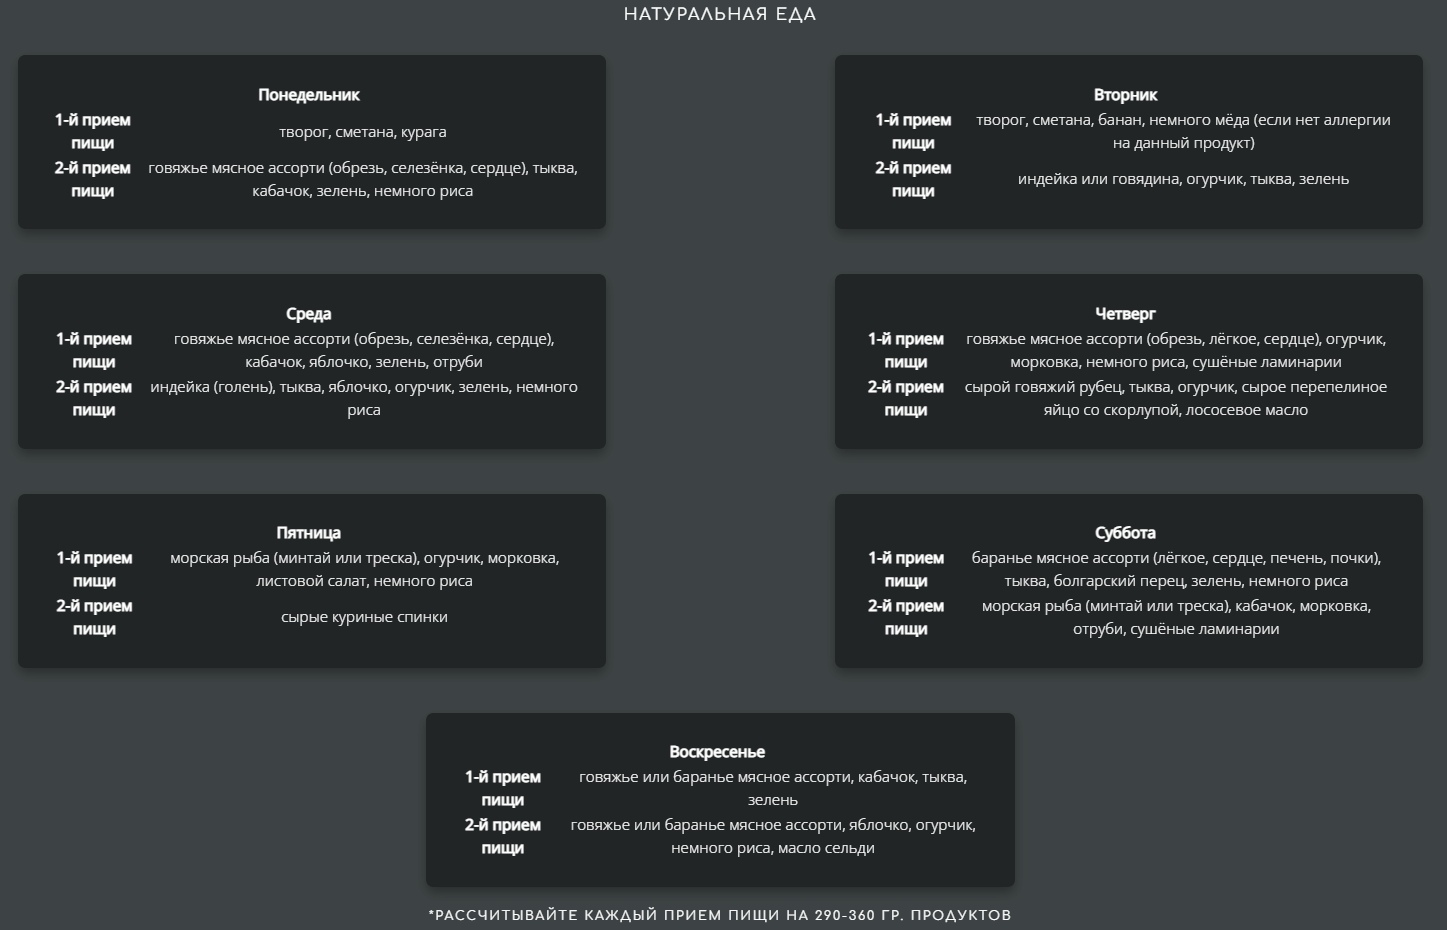 НАТУРАЛЬНАЯ ЕДА
Понедельник
1-й прием
пищи
творог, сметана, курага
2-й прием
пищи
говяжье мясное ассорти (обрезь, селезёнка, сердце), тыква,
кабачок, зелень, немного риса
Вторник
1-й прием
пищи
творог, сметана, банан, немного мёда (если нет аллергии
на данный продукт)
2-й прием
пищи
индейка или говядина, огурчик, тыква, зелень
Среда
1-й прием
пищи
говяжье мясное ассорти (обрезь, селезёнка, сердце),
кабачок, яблочко, зелень, отруби
2-й прием
пищи
индейка (голень), тыква, яблочко, огурчик, зелень, немного
риса
Четверг
1-й прием
пищи
говяжье мясное ассорти (обрезь, лёгкое, сердце), огурчик,
морковка, немного риса, сушёные ламинарии
2-й прием
пищи
сырой говяжий рубец, тыква, огурчик, сырое перепелиное
яйцо со скорлупой, лососевое масло
Пятница
1-й прием
пищи
морская рыба (минтай или треска), огурчик, морковка,
листовой салат, немного риса
2-й прием
пищи
сырые куриные спинки
Суббота
1-й прием
пищи
баранье мясное ассорти (лёгкое, сердце, печень, почки),
тыква, болгарский перец, зелень, немного риса
2-й прием
пищи
морская рыба (минтай или треска), кабачок, морковка,
отруби, сушёные ламинарии
Воскресенье
1-й прием
пищи
говяжье или баранье мясное ассорти, кабачок, тыква,
зелень
2-й прием
пищи
говяжье или баранье мясное ассорти, яблочко, огурчик,
немного риса, масло сельди
*РАССЧИТЫВАЙТЕ КАЖДЫЙ ПРИЕМ ПИЩИ НА 290-360 ГР. ПРОДУКТОВ